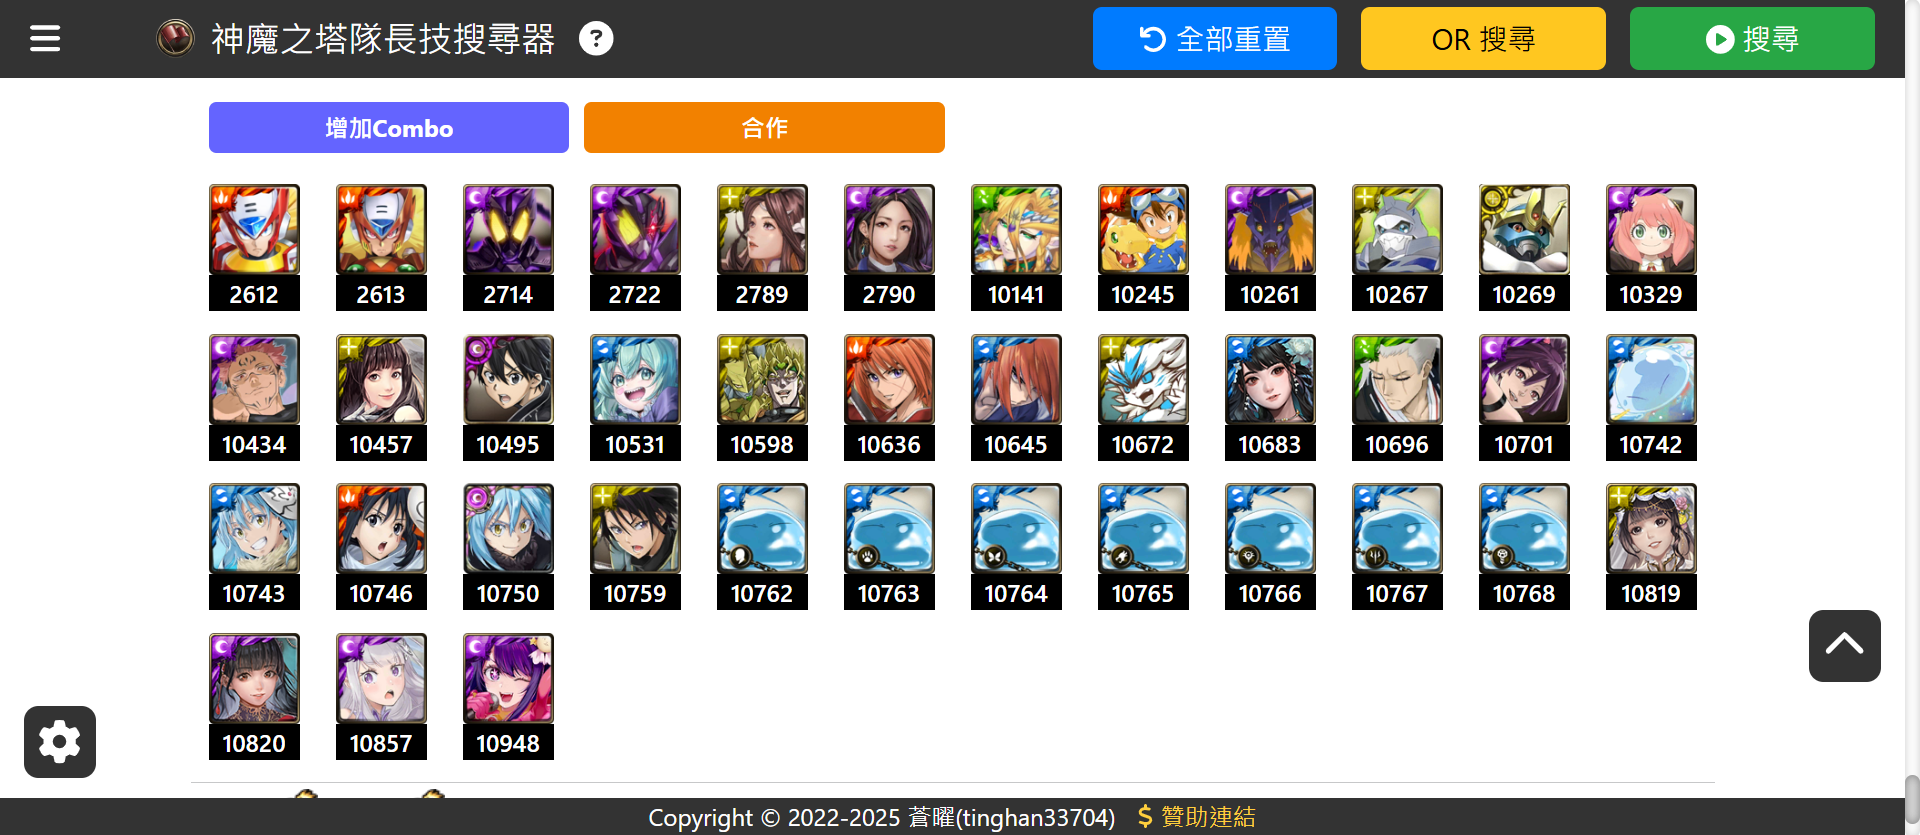 神魔之塔隊長技搜尋器 ? 全部重置 OR 搜尋 搜尋
增加Combo 合作
2612 2613 2714 2722 2789 2790 10141 10245 10261 10267 10269 10329
10434 10457 10495 10531 10598 10636 10645 10672 10683 10696 10701 10742
10743 10746 10750 10759 10762 10763 10764 10765 10766 10767 10768 10819
10820 10857 10948
Copyright © 2022-2025 蒼曜(tinghan33704) $ 贊助連結